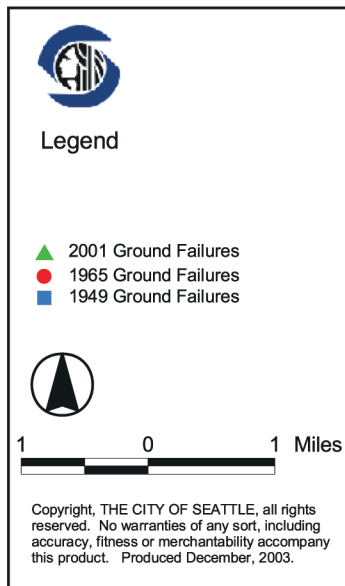 Legend
2001 Ground Failures
1965 Ground Failures
1949 Ground Failures
1 0 1 Miles
Copyright, THE CITY OF SEATTLE, all rights
reserved. No warranties of any sort, including
accuracy, fitness or merchantability accompany
this product. Produced December, 2003.